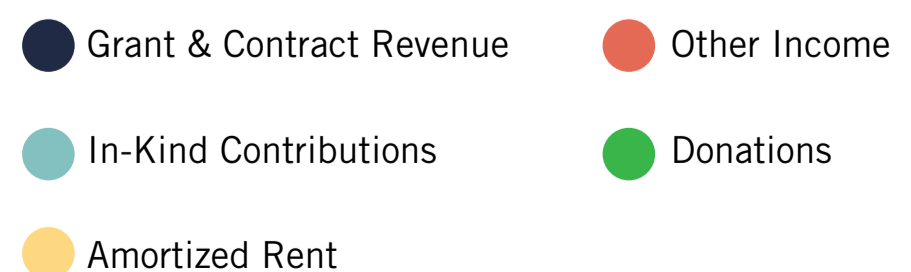 Grant & Contract Revenue
Other Income
In-Kind Contributions
Donations
Amortized Rent